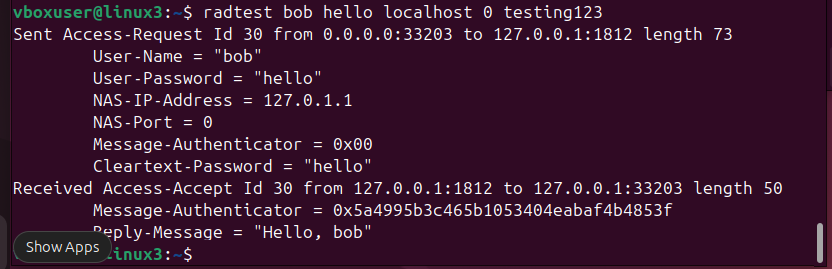 vboxuser@linux3:~$ radtest bob hello localhost 0 testing123
Sent Access-Request Id 30 from 0.0.0.0:33203 to 127.0.0.1:1812 length 73
        User-Name = "bob"
        User-Password = "hello"
        NAS-IP-Address = 127.0.1.1
        NAS-Port = 0
        Message-Authenticator = 0x00
        Cleartext-Password = "hello"
Received Access-Accept Id 30 from 127.0.0.1:1812 to 127.0.0.1:33203 length 50
        Message-Authenticator = 0x5a4995b3c465b1053404eabaf4b4853f
        Reply-Message = "Hello, bob"
Show Apps inux3:~$